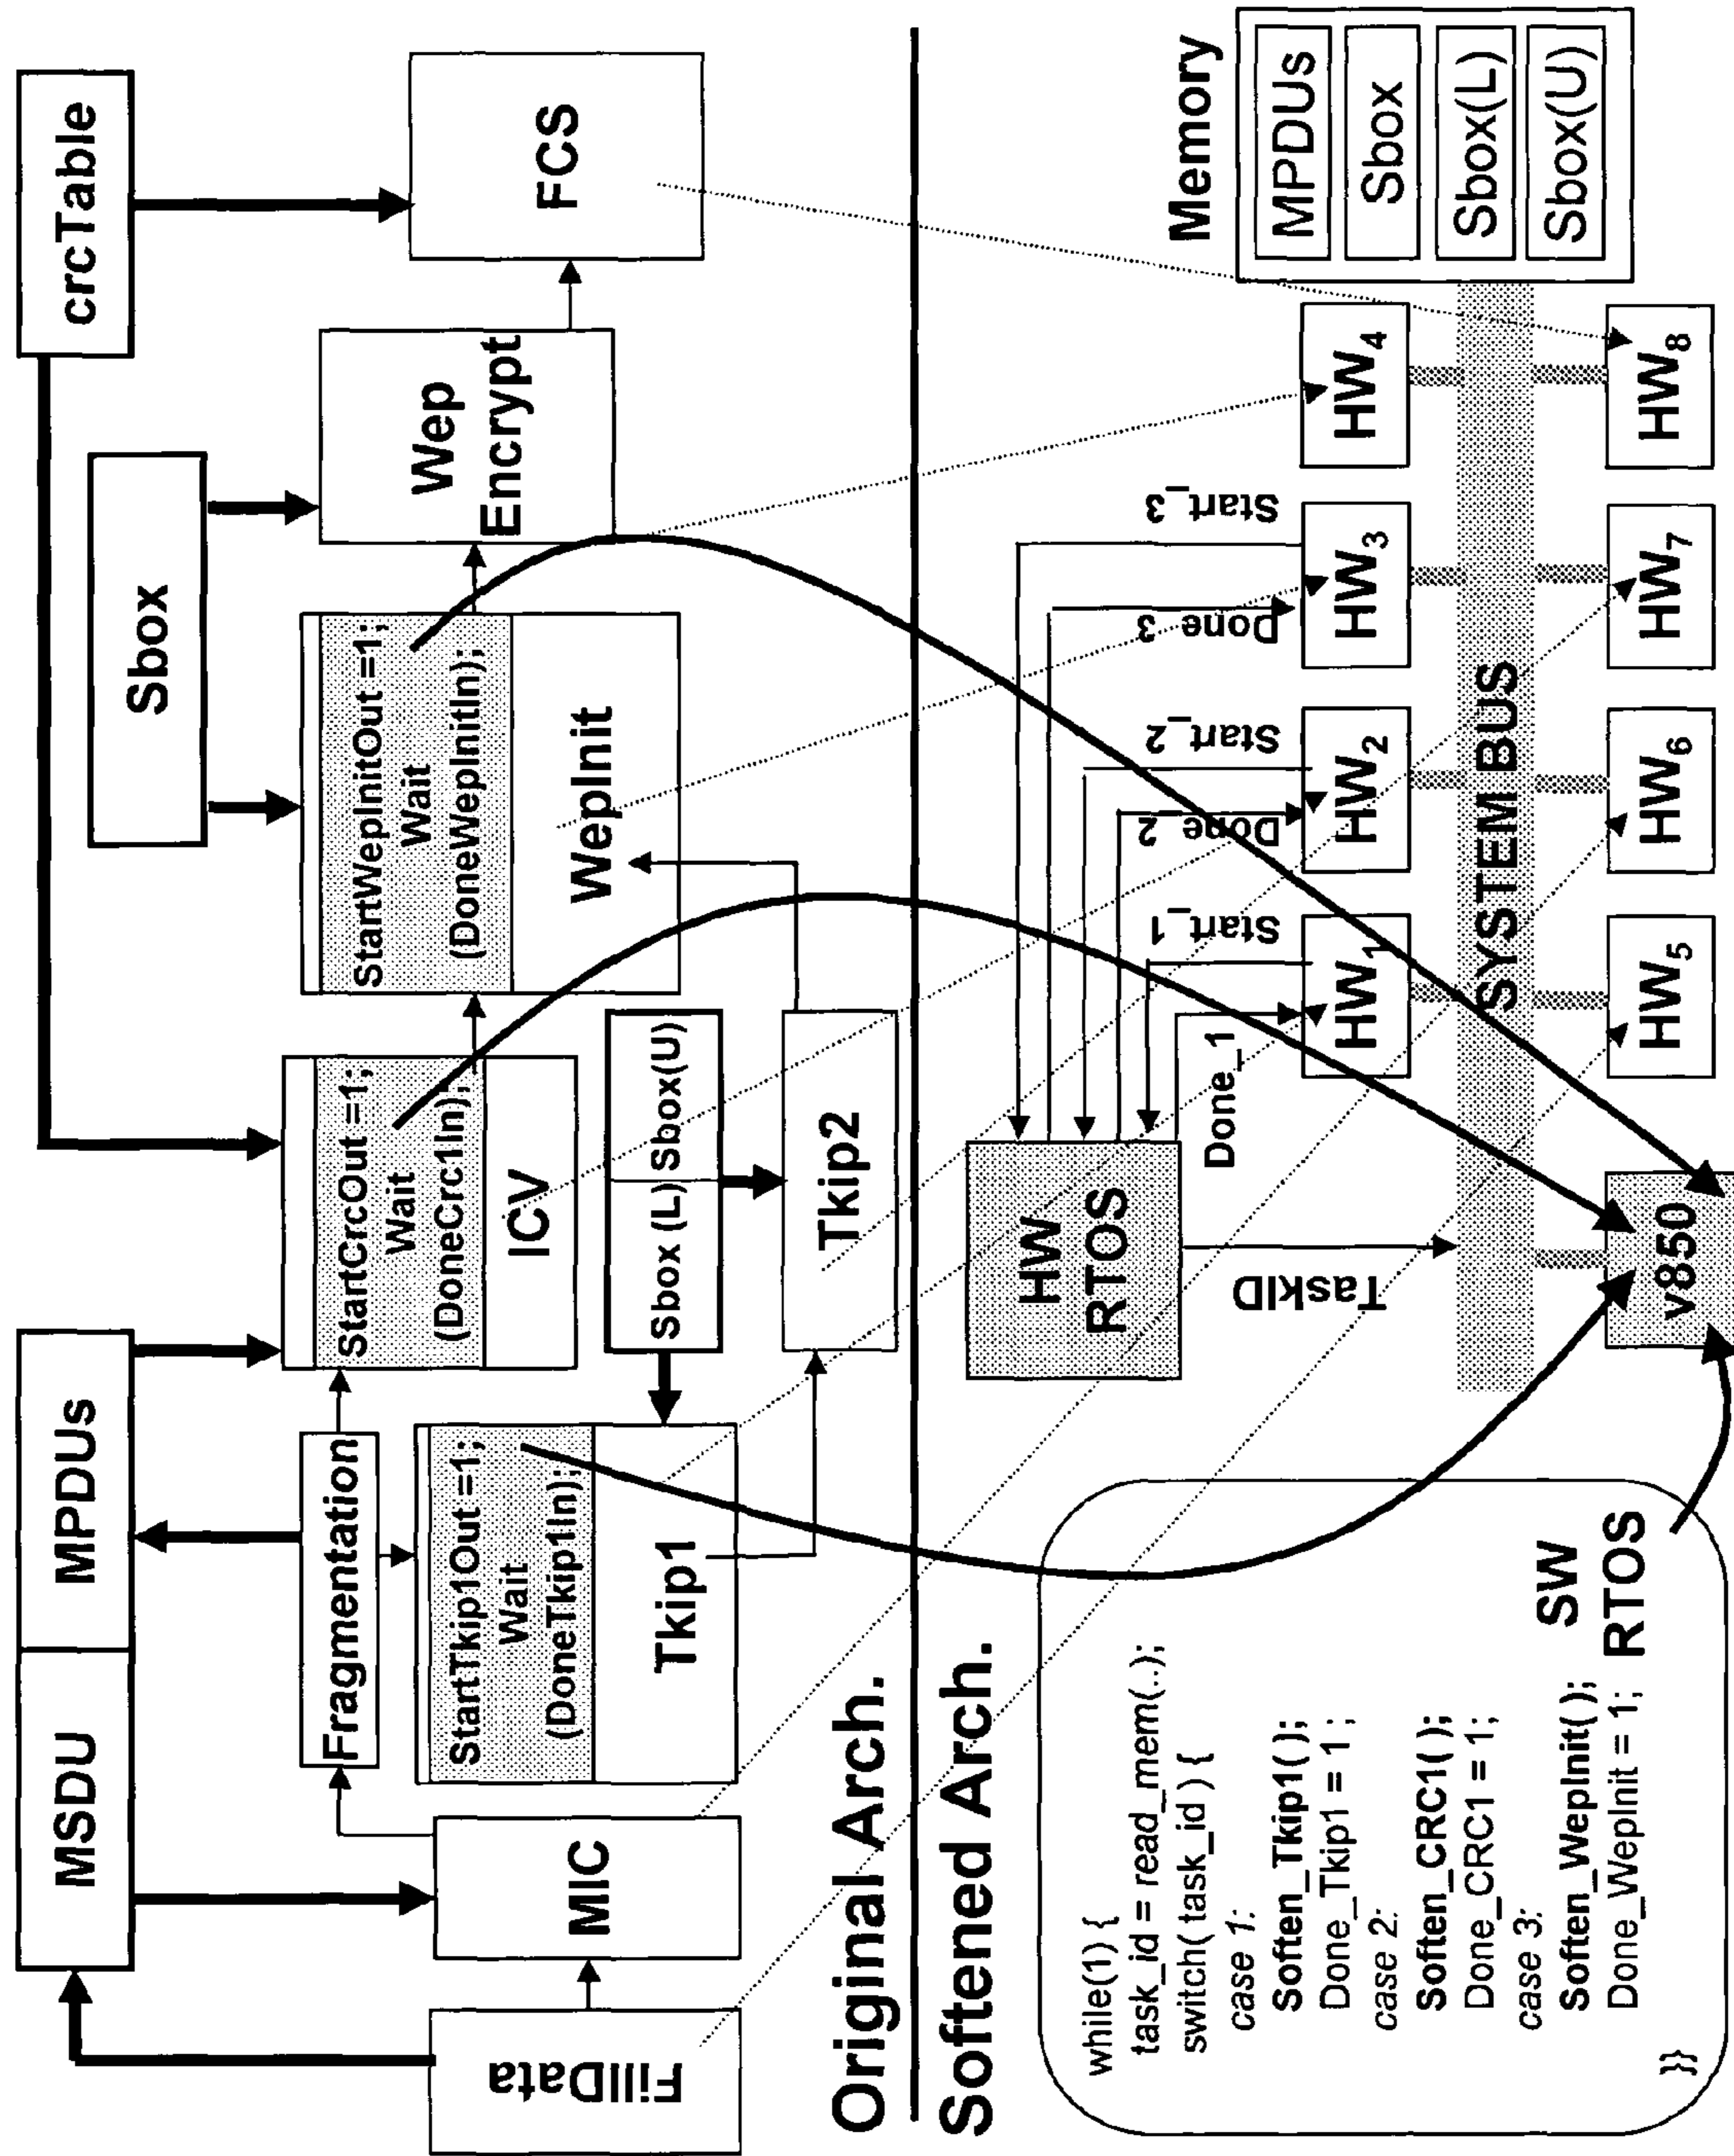 MSDU
MPDUs
crcTable
Sbox
FillData
MIC
Fragmentation
StartTkip1Out =1;
Wait
(DoneTkip1In);
Tkip1
StartCrcOut =1;
Wait
(DoneCrc1In);
ICV
Sbox (L)
Sbox(U)
Tkip2
StartWepInitOut =1;
Wait
(DoneWepInitIn);
WepInit
Wep
Encrypt
FCS
Original Arch.
Softened Arch.
while(1) {
task_id = read_mem(..);
switch( task_id ) {
case 1:
Soften_Tkip1( );
Done_Tkip1 = 1 ;
case 2:
Soften_CRC1( );
Done_CRC1 = 1;
case 3:
Soften_WepInit( );
Done_WepInit = 1;
}}
SW
RTOS
HW
RTOS
TaskID
Done_1
Start_1
Done_2
Start_2
Done_3
Start_3
HW1
HW2
HW3
HW4
SYSTEM BUS
v850
HW5
HW6
HW7
HW8
Memory
MPDUs
Sbox
Sbox(L)
Sbox(U)